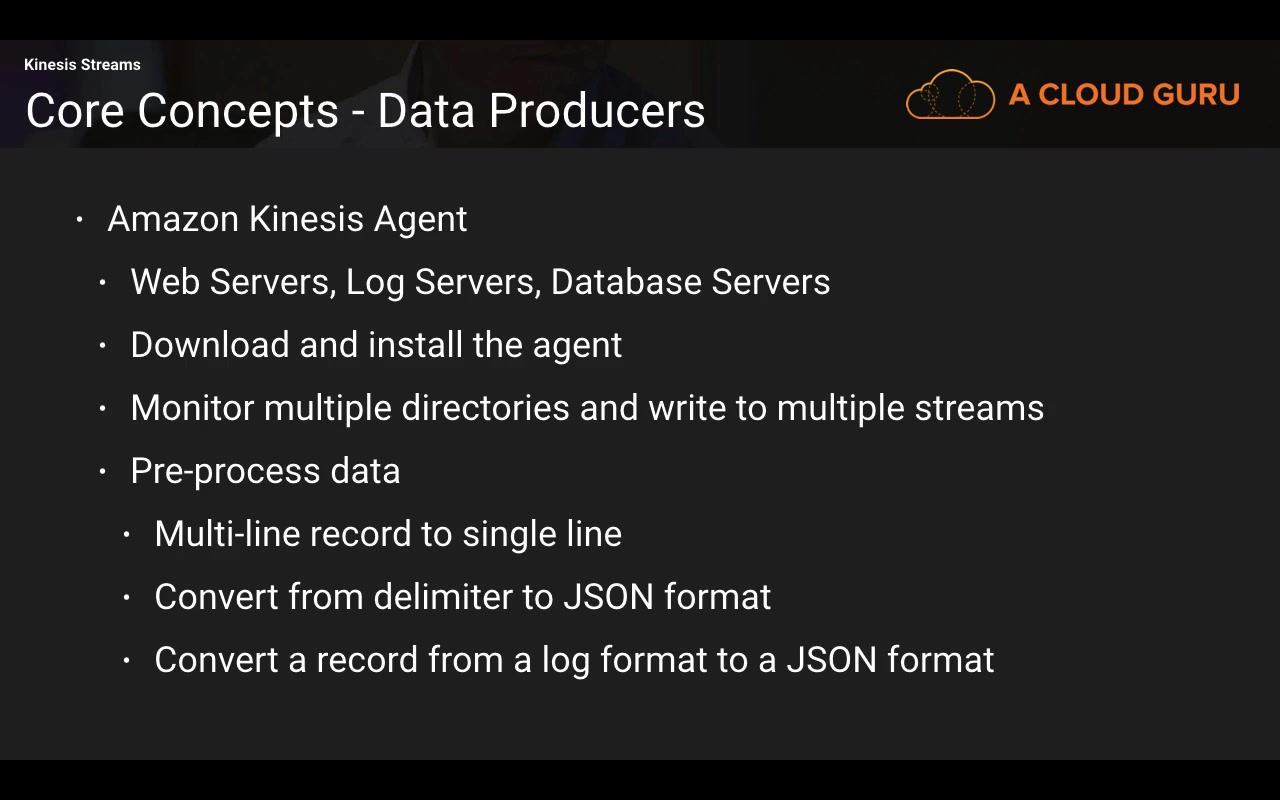 Kinesis Streams
Core Concepts - Data Producers
A CLOUD GURU
• Amazon Kinesis Agent
• Web Servers, Log Servers, Database Servers
• Download and install the agent
• Monitor multiple directories and write to multiple streams
• Pre-process data
• Multi-line record to single line
• Convert from delimiter to JSON format
• Convert a record from a log format to a JSON format